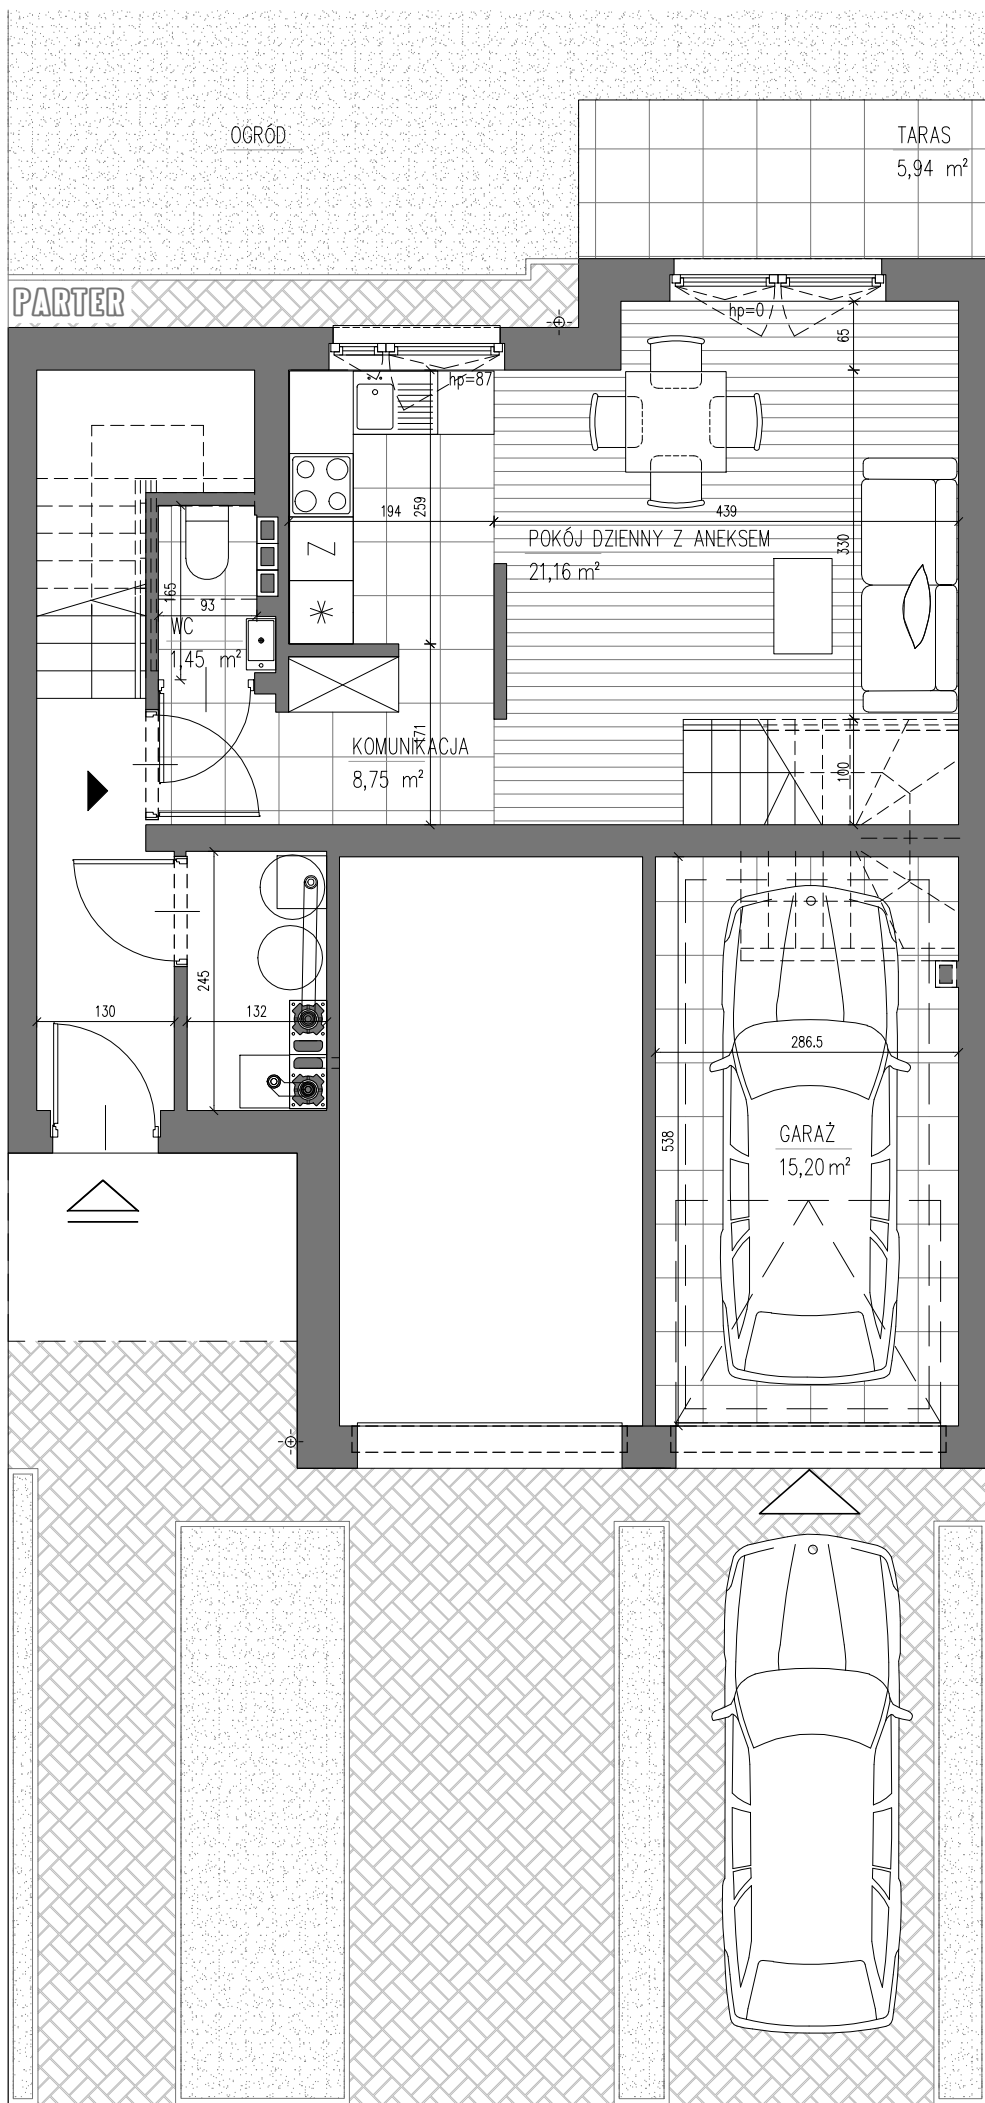 OGRÓD
TARAS
5,94 m²
PARTER
hp=0
65
hp=87
194
259
439
POKÓJ DZIENNY Z ANEKSEM
21,16 m²
330
Z
165
93
WC
1,45 m²
KOMUNIKACJA
8,75 m²
171
100
245
130
132
286.5
538
GARAŻ
15,20 m²